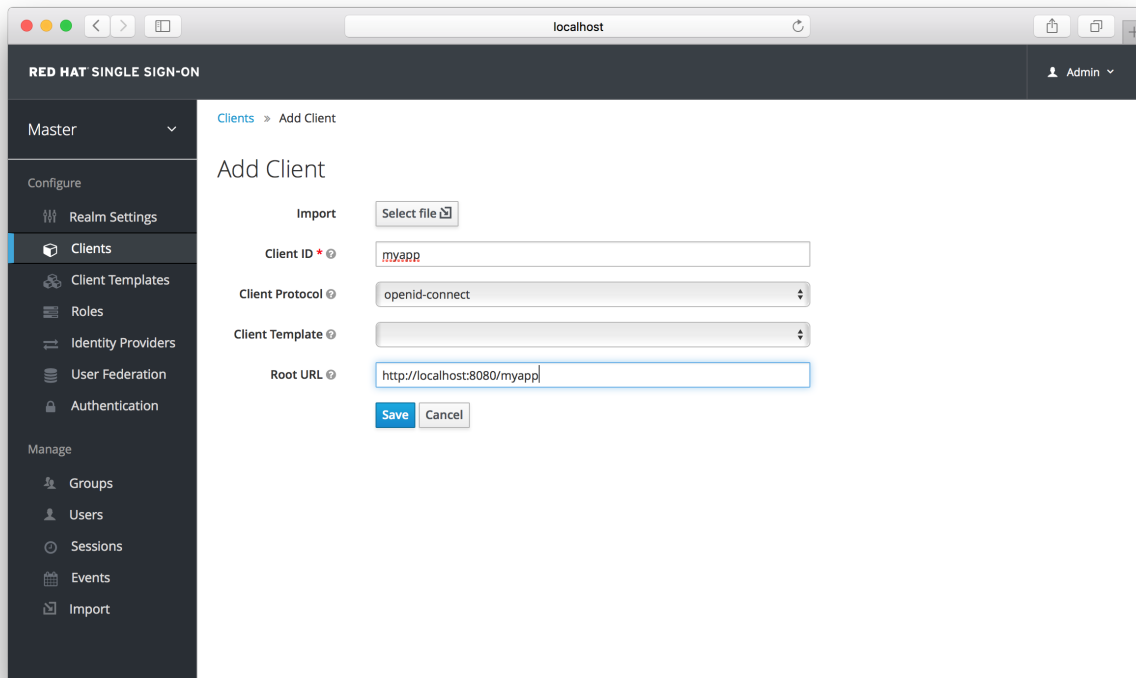 localhost
RED HAT SINGLE SIGN-ON
Admin
Master
Configure
Realm Settings
Clients
Client Templates
Roles
Identity Providers
User Federation
Authentication
Manage
Groups
Users
Sessions
Events
Import
Clients » Add Client
Add Client
Import Select file
Client ID * myapp
Client Protocol openid-connect
Client Template
Root URL http://localhost:8080/myapp
Save Cancel